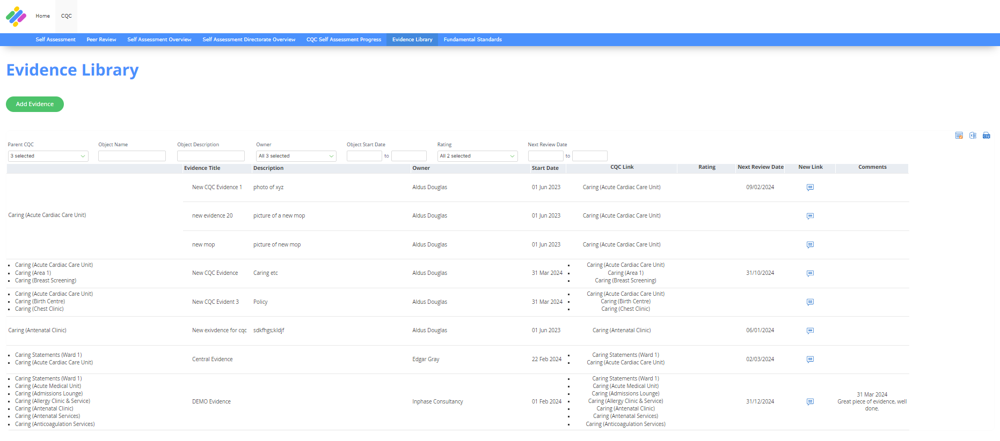 Home CQC
Self Assessment Peer Review Self Assessment Overview Self Assessment Directorate Overview CQC Self Assessment Progress Evidence Library Fundamental Standards
Evidence Library
Add Evidence
CSV
Parent CQC Object Name Object Description Owner Object Start Date Rating Next Review Date
3 selected All 3 selected to All 2 selected to
Evidence Title Description Owner Start Date CQC Link Rating Next Review Date New Link Comments
New CQC Evidence 1 photo of xyz Aldus Douglas 01 Jun 2023 Caring (Acute Cardiac Care Unit) 09/02/2024
Caring (Acute Cardiac Care Unit) new evidence 20 picture of a new mop Aldus Douglas 01 Jun 2023 Caring (Acute Cardiac Care Unit)
new mop picture of new mop Aldus Douglas 01 Jun 2023 Caring (Acute Cardiac Care Unit)
Caring (Acute Cardiac Care Unit) Caring (Acute Cardiac Care Unit)
Caring (Area 1) New CQC Evidence Caring etc Aldus Douglas 31 Mar 2024 Caring (Area 1) 31/10/2024
Caring (Breast Screening) Caring (Breast Screening)
Caring (Acute Cardiac Care Unit) Caring (Acute Cardiac Care Unit)
Caring (Birth Centre) New CQC Evident 3 Policy Aldus Douglas 31 Mar 2024 Caring (Birth Centre)
Caring (Chest Clinic) Caring (Chest Clinic)
Caring (Antenatal Clinic) New exivdence for cqc sdkfhgs;kldjf Aldus Douglas 01 Jun 2023 Caring (Antenatal Clinic) 06/01/2024
Caring Statements (Ward 1) Caring Statements (Ward 1)
Central Evidence Edgar Gray 22 Feb 2024 02/03/2024
Caring (Acute Cardiac Care Unit) Caring (Acute Cardiac Care Unit)
Caring Statements (Ward 1) Caring Statements (Ward 1)
Caring (Acute Medical Unit) Caring (Acute Medical Unit)
Caring (Admissions Lounge) Caring (Admissions Lounge) 31 Mar 2024
Caring (Allergy Clinic & Service) DEMO Evidence Inphase Consultancy 01 Feb 2024 Caring (Allergy Clinic & Service) 31/12/2024 Great piece of evidence, well
Caring (Antenatal Clinic) Caring (Antenatal Clinic) done.
Caring (Antenatal Services) Caring (Antenatal Services)
Caring (Anticoagulation Services) Caring (Anticoagulation Services)